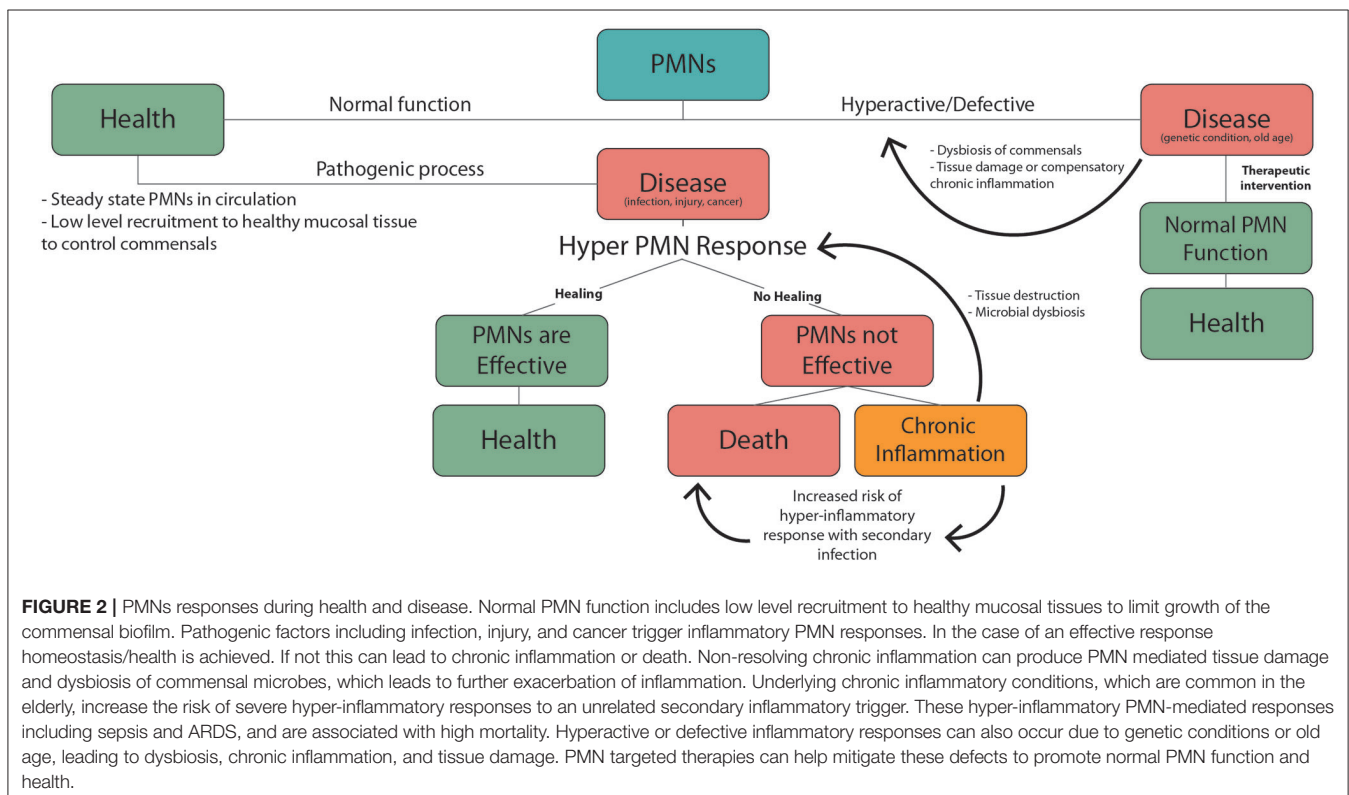 PMNs
Normal function
Hyperactive/Defective
Health
Disease
(genetic condition, old age)
Pathogenic process
- Steady state PMNs in circulation
- Low level recruitment to healthy mucosal tissue
to control commensals
Disease
(infection, injury, cancer)
- Dysbiosis of commensals
- Tissue damage or compensatory
chronic inflammation
Therapeutic
intervention
Normal PMN
Function
Health
Hyper PMN Response
Healing
No Healing
- Tissue destruction
- Microbial dysbiosis
PMNs are
Effective
PMNs not
Effective
Health
Death
Chronic
Inflammation
Increased risk of
hyper-inflammatory
response with secondary
infection
FIGURE 2 | PMNs responses during health and disease. Normal PMN function includes low level recruitment to healthy mucosal tissues to limit growth of the
commensal biofilm. Pathogenic factors including infection, injury, and cancer trigger inflammatory PMN responses. In the case of an effective response
homeostasis/health is achieved. If not this can lead to chronic inflammation or death. Non-resolving chronic inflammation can produce PMN mediated tissue damage
and dysbiosis of commensal microbes, which leads to further exacerbation of inflammation. Underlying chronic inflammatory conditions, which are common in the
elderly, increase the risk of severe hyper-inflammatory responses to an unrelated secondary inflammatory trigger. These hyper-inflammatory PMN-mediated responses
including sepsis and ARDS, and are associated with high mortality. Hyperactive or defective inflammatory responses can also occur due to genetic conditions or old
age, leading to dysbiosis, chronic inflammation, and tissue damage. PMN targeted therapies can help mitigate these defects to promote normal PMN function and
health.